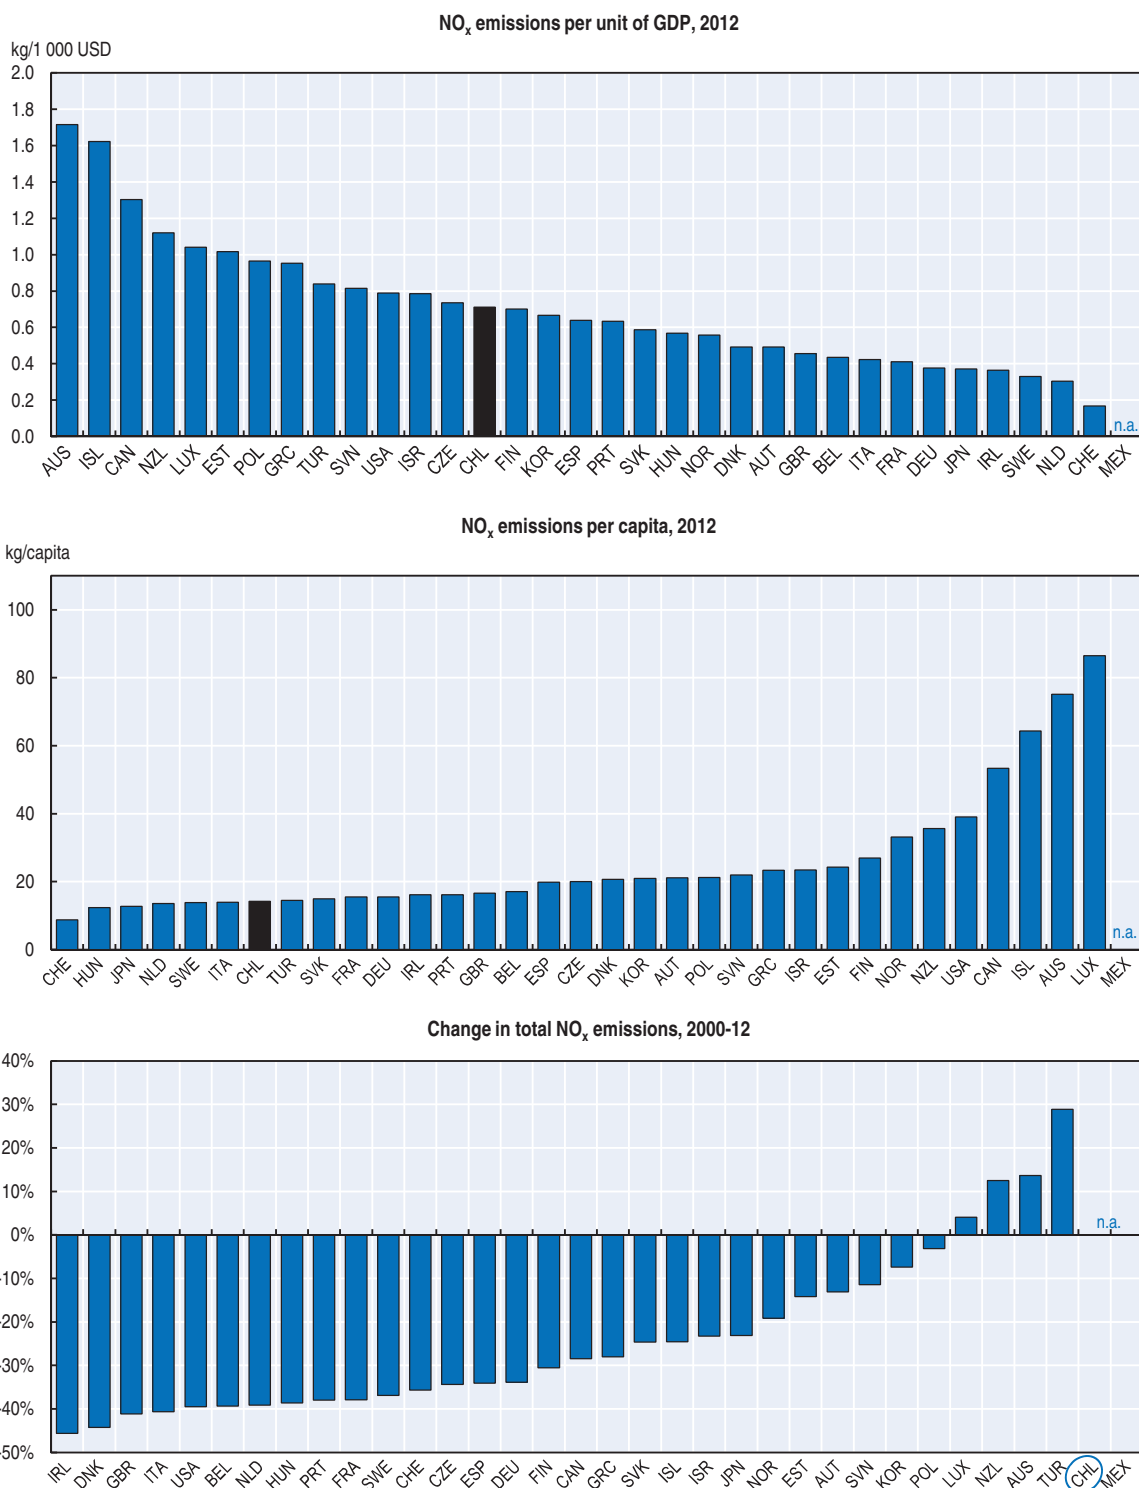 NOx emissions per unit of GDP, 2012
kg/1 000 USD
2.0
1.8
1.6
1.4
1.2
1.0
0.8
0.6
0.4
0.2
0.0
n.a.
AUS ISL CAN NZL LUX EST POL GRC TUR SVN USA ISR CZE CHL FIN KOR ESP PRT SVK HUN NOR DNK AUT GBR BEL ITA FRA DEU JPN IRL SWE NLD CHE MEX
NOx emissions per capita, 2012
kg/capita
100
80
60
40
20
0
n.a.
CHE HUN JPN NLD SWE ITA CHL TUR SVK FRA DEU IRL PRT GBR BEL ESP CZE DNK KOR AUT POL SVN GRC ISR EST FIN NOR NZL USA CAN ISL AUS LUX MEX
Change in total NOx emissions, 2000-12
40%
30%
20%
10%
0%
n.a.
-10%
-20%
-30%
-40%
-50%
IRL DNK GBR ITA USA BEL NLD HUN PRT FRA SWE CHE CZE ESP DEU FIN CAN GRC SVK ISL ISR JPN NOR EST AUT SVN KOR POL LUX NZL AUS TUR CHL MEX